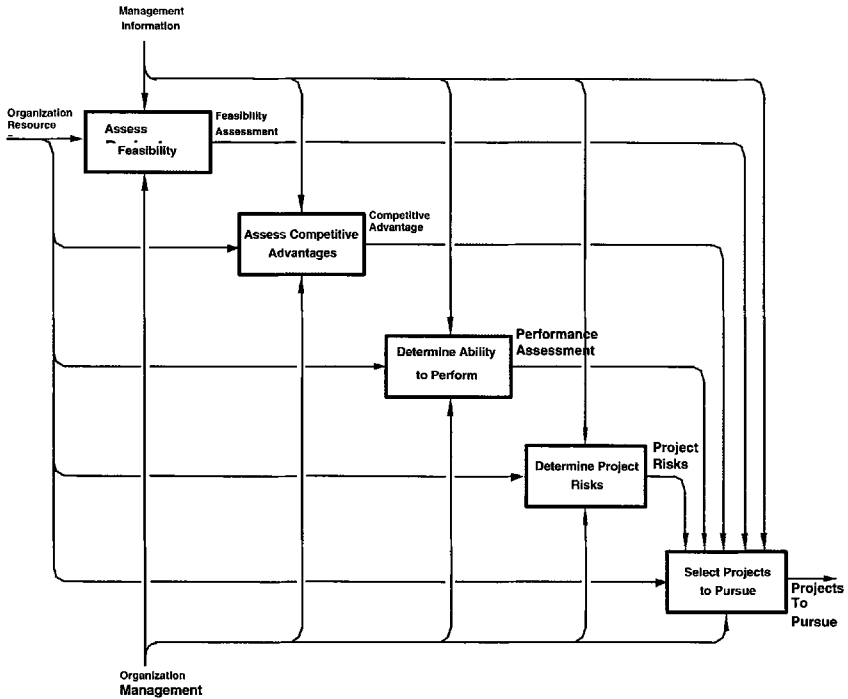 Management
Information
Organization
Resource
Assess
Feasibility
Feasibility
Assessment
Assess Competitive
Advantages
Competitive
Advantage
Determine Ability
to Perform
Performance
Assessment
Determine Project
Risks
Project
Risks
Select Projects
to Pursue
Projects
To
Pursue
Organization
Management